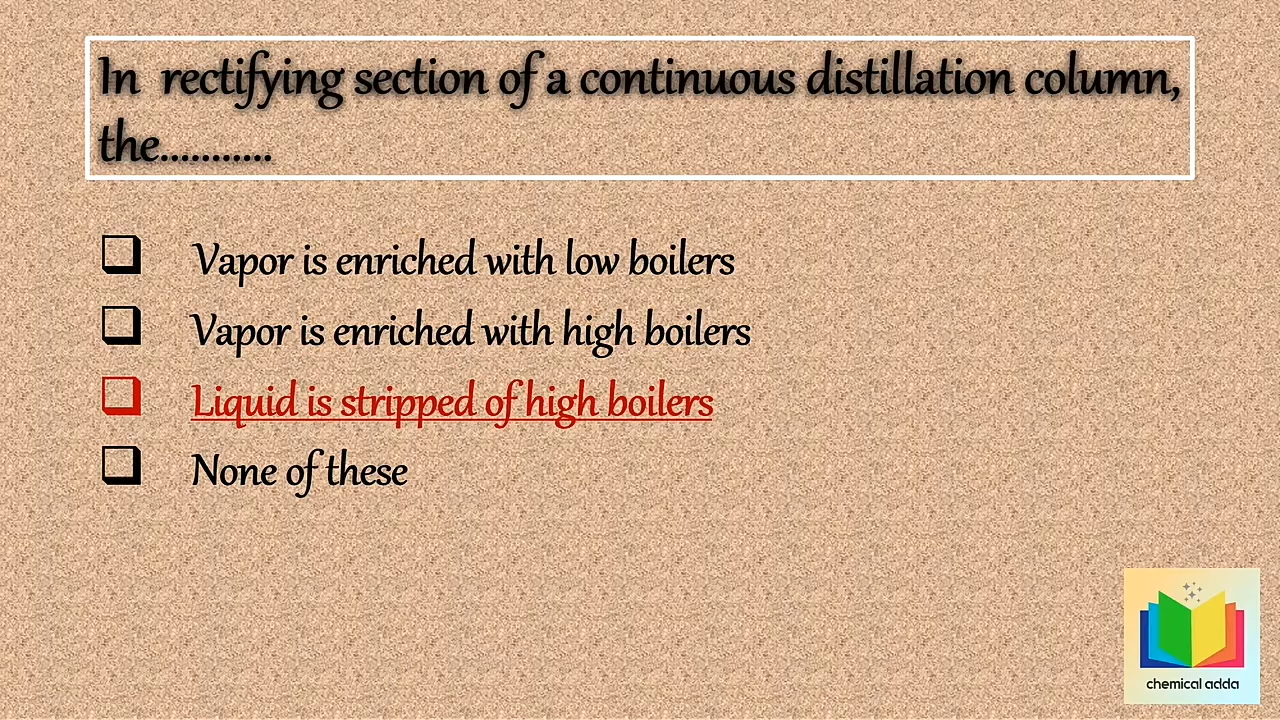 In rectifying section of a continuous distillation column,
the...........
Vapor is enriched with low boilers
Vapor is enriched with high boilers
Liquid is stripped of high boilers
None of these
chemical adda